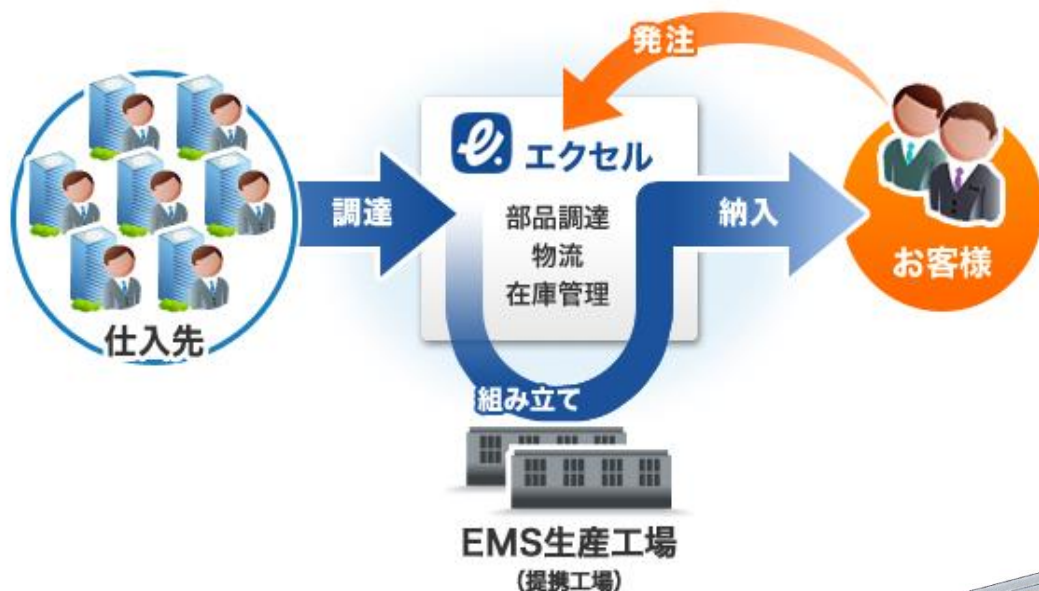 発注
e.
エクセル
調達
部品調達
物流
在庫管理
納入
お客様
仕入先
組み立て
EMS生産工場
(提携工場)